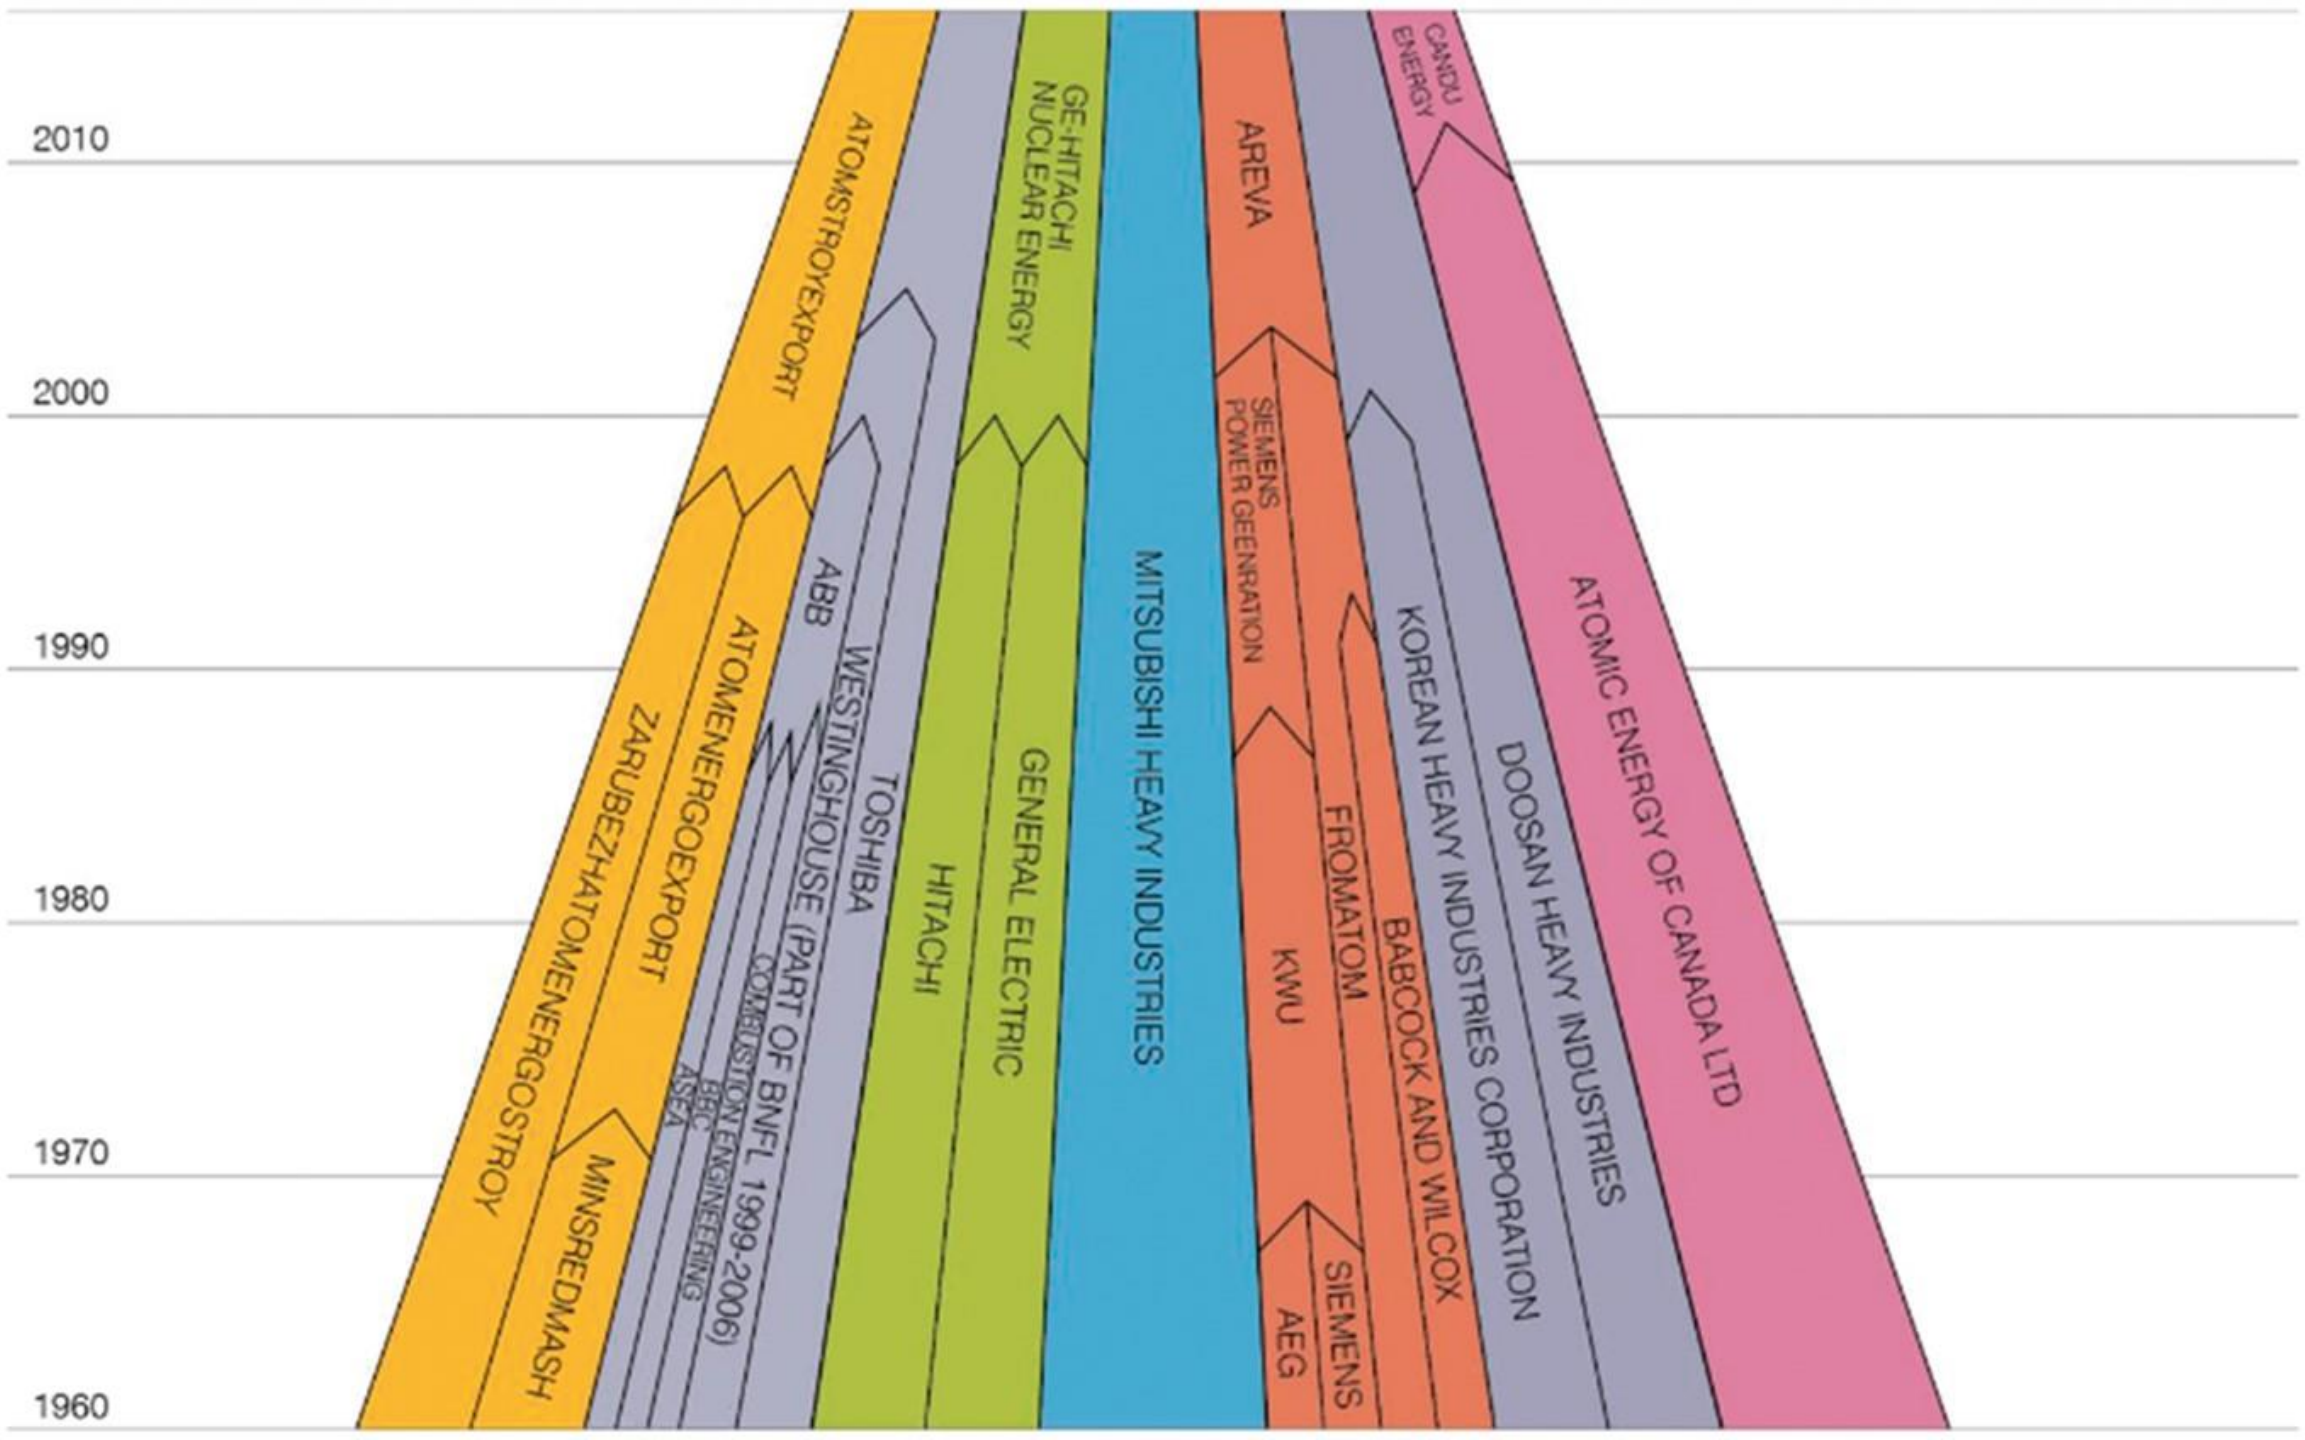 2010
2000
1990
1980
1970
1960
ATOMSTROYEXPORT
ZARUBEZHATOMENERGOSTROY
ATOMENERGOEXPORT
MINSREDMASH
ABB
ASEA
BBC
COMBUSTION ENGINEERING
WESTINGHOUSE (PART OF BNFL 1999-2006)
TOSHIBA
GE-HITACHI
NUCLEAR ENERGY
HITACHI
GENERAL ELECTRIC
MITSUBISHI HEAVY INDUSTRIES
AREVA
SIEMENS
POWER GEENRATION
KWU
AEG
SIEMENS
FROMATOM
BABCOCK AND WILCOX
KOREAN HEAVY INDUSTRIES CORPORATION
DOOSAN HEAVY INDUSTRIES
CANDU
ENERGY
ATOMIC ENERGY OF CANADA LTD